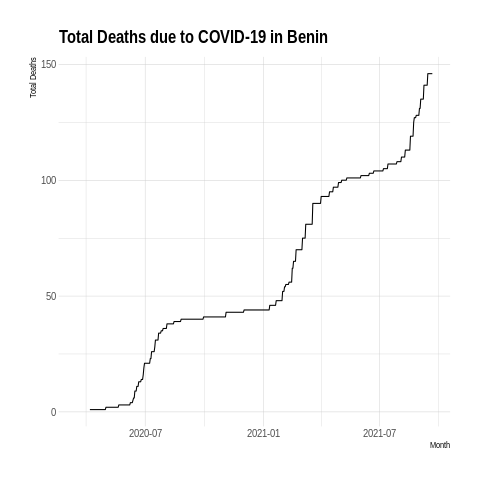 Total Deaths due to COVID-19 in Benin
Total Deaths
150
100
50
0
2020-07
2021-01
2021-07
Month